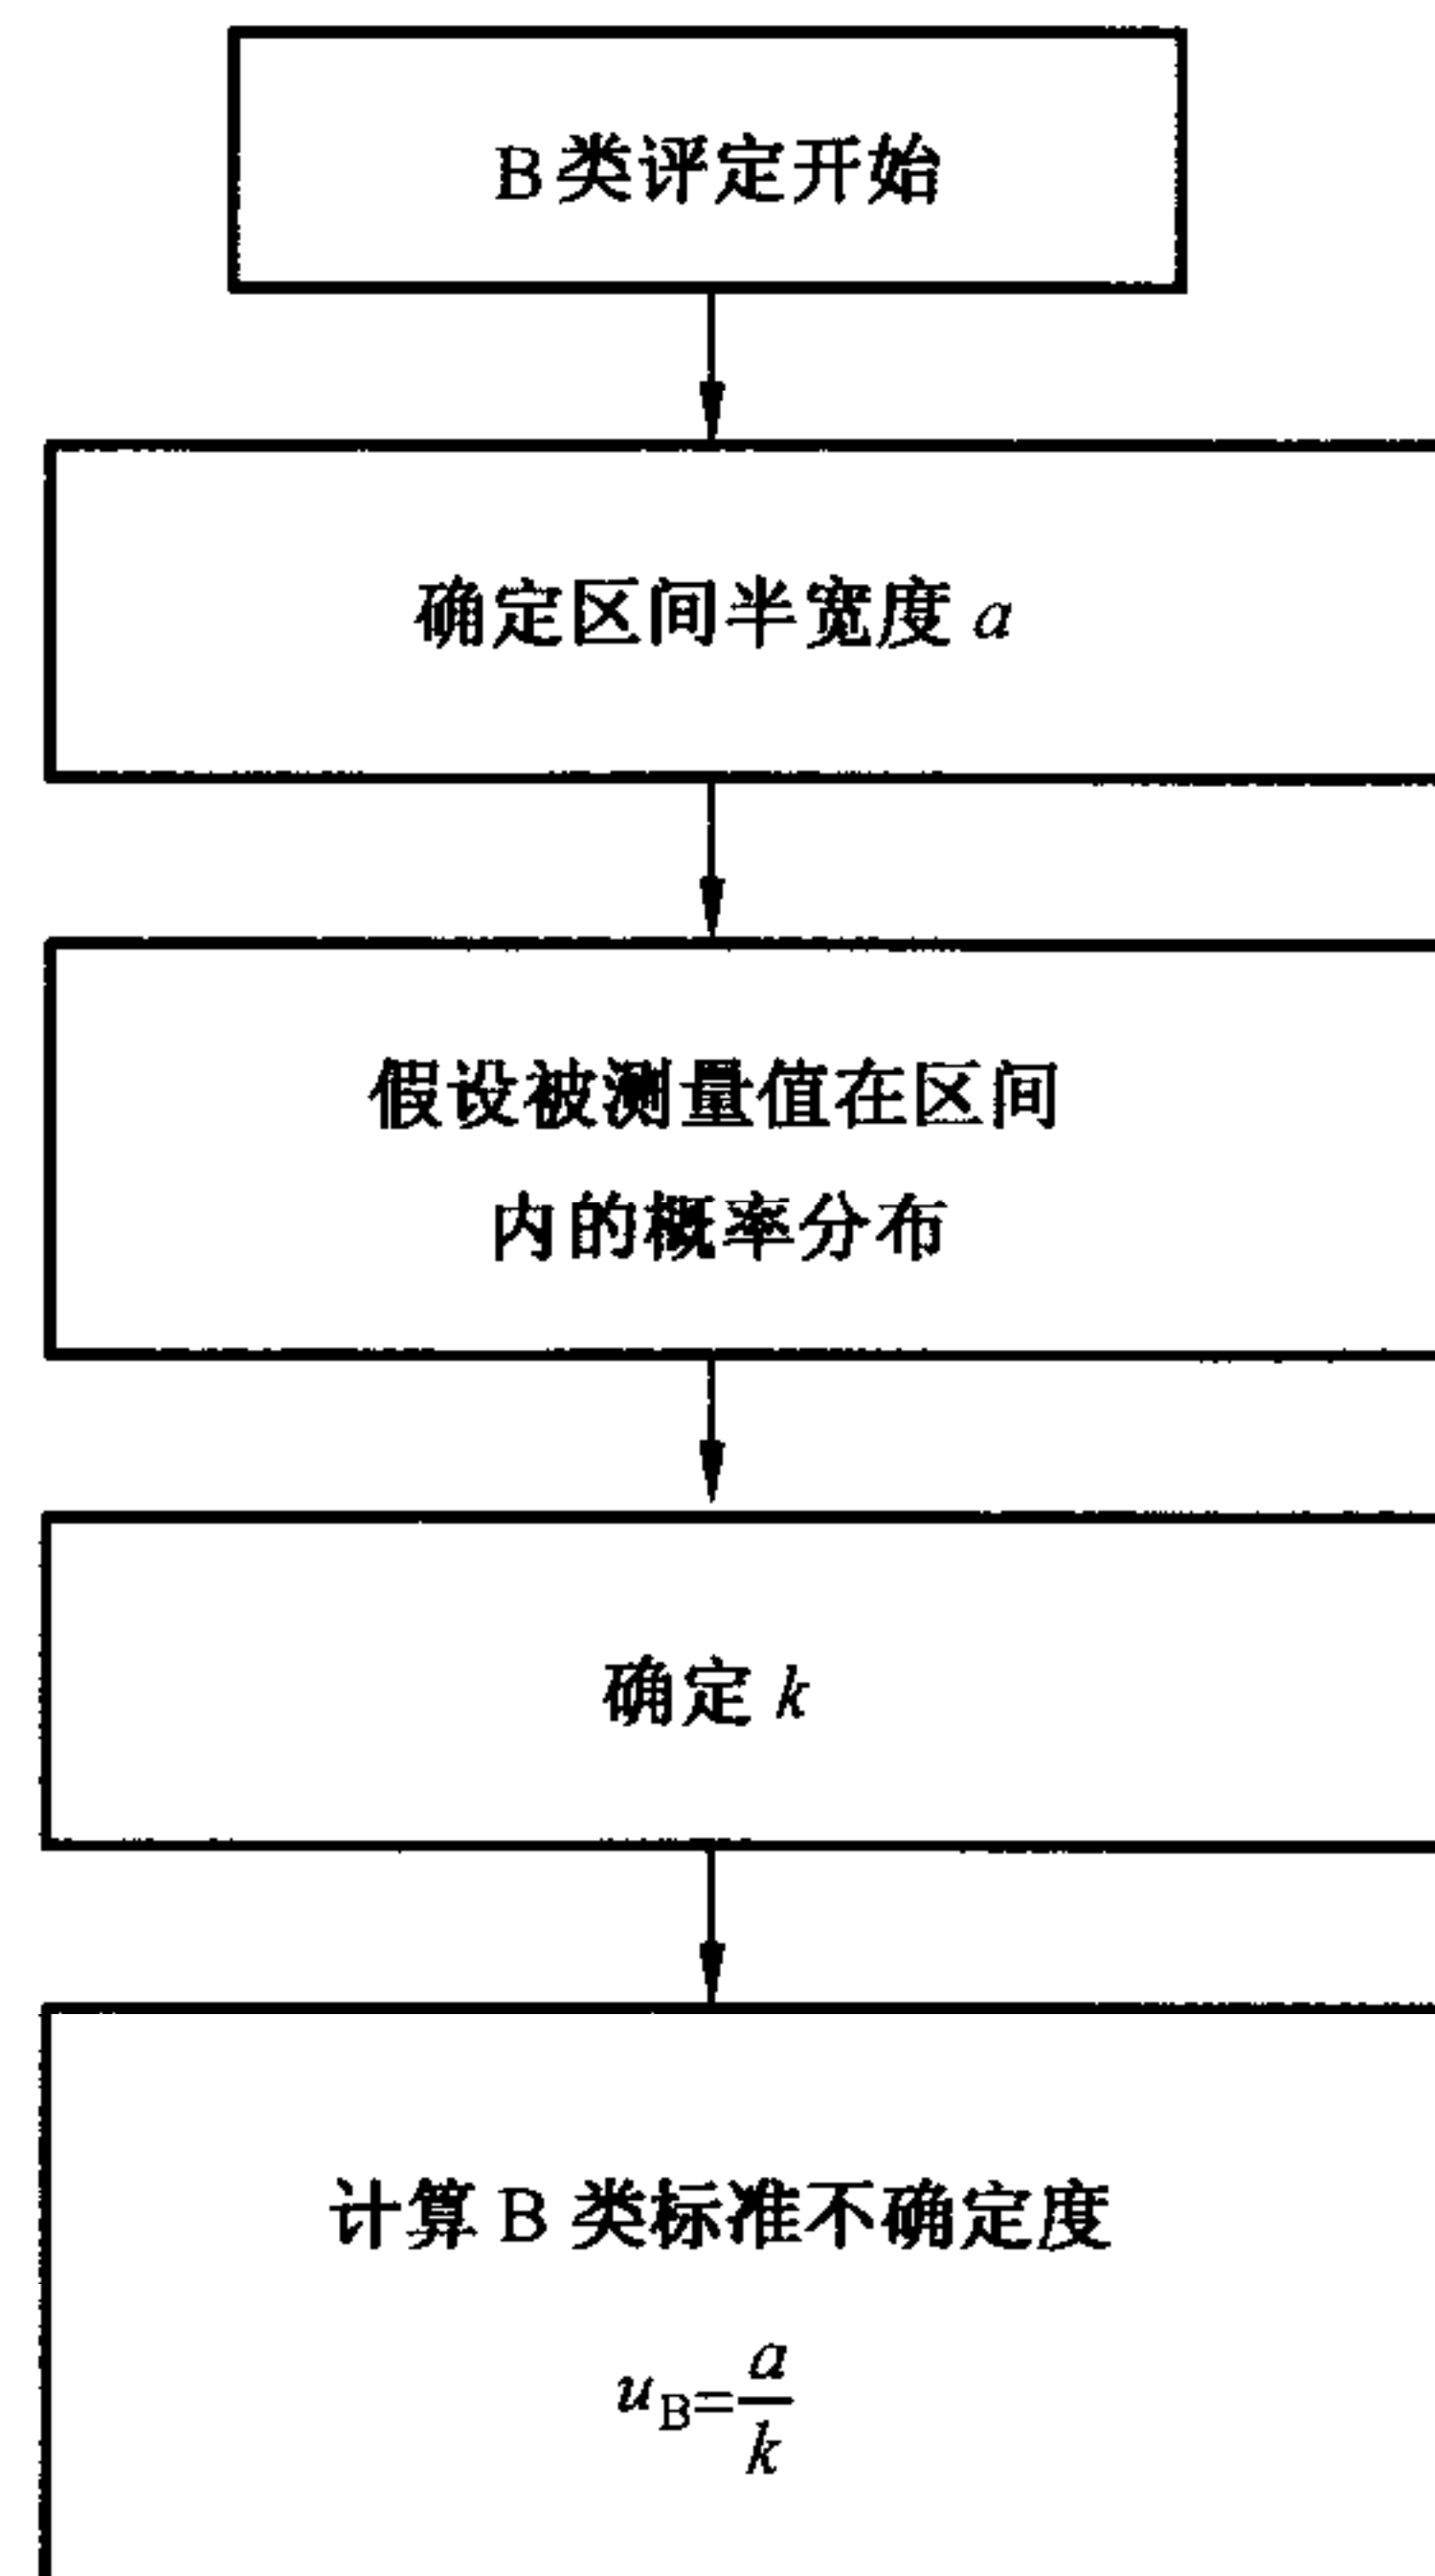 B类评定开始
确定区间半宽度 a
假设被测量值在区间
内的概率分布
确定 k
计算 B 类标准不确定度
u_B=a/k